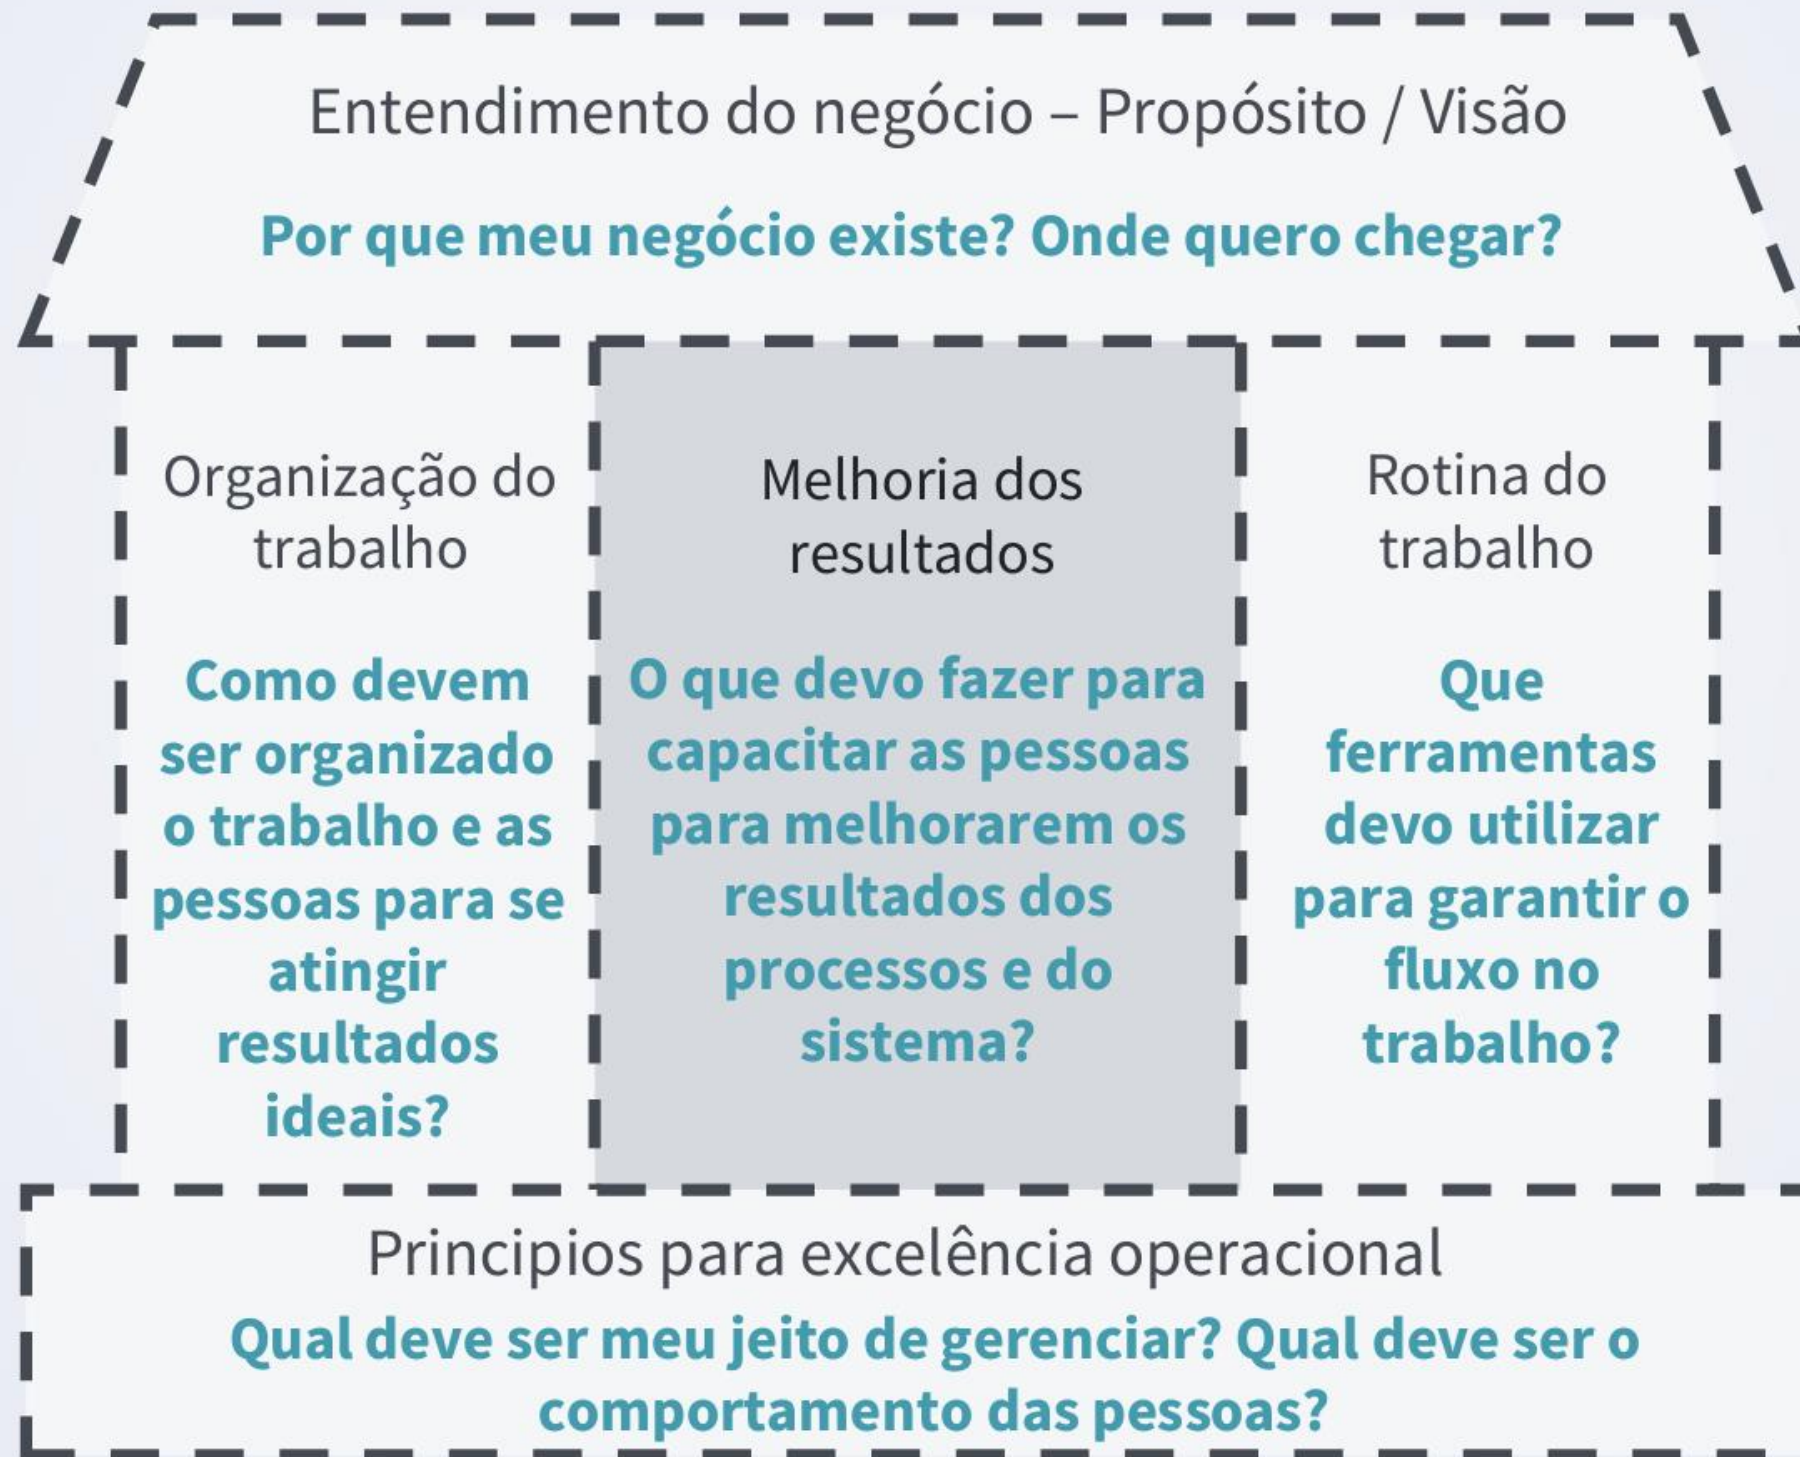 Entendimento do negócio – Propósito / Visão
Por que meu negócio existe? Onde quero chegar?
Organização do
trabalho
Como devem
ser organizado
o trabalho e as
pessoas para se
atingir
resultados
ideais?
Melhoria dos
resultados
O que devo fazer para
capacitar as pessoas
para melhorarem os
resultados dos
processos e do
sistema?
Rotina do
trabalho
Que
ferramentas
devo utilizar
para garantir o
fluxo no
trabalho?
Principios para excelência operacional
Qual deve ser meu jeito de gerenciar? Qual deve ser o
comportamento das pessoas?